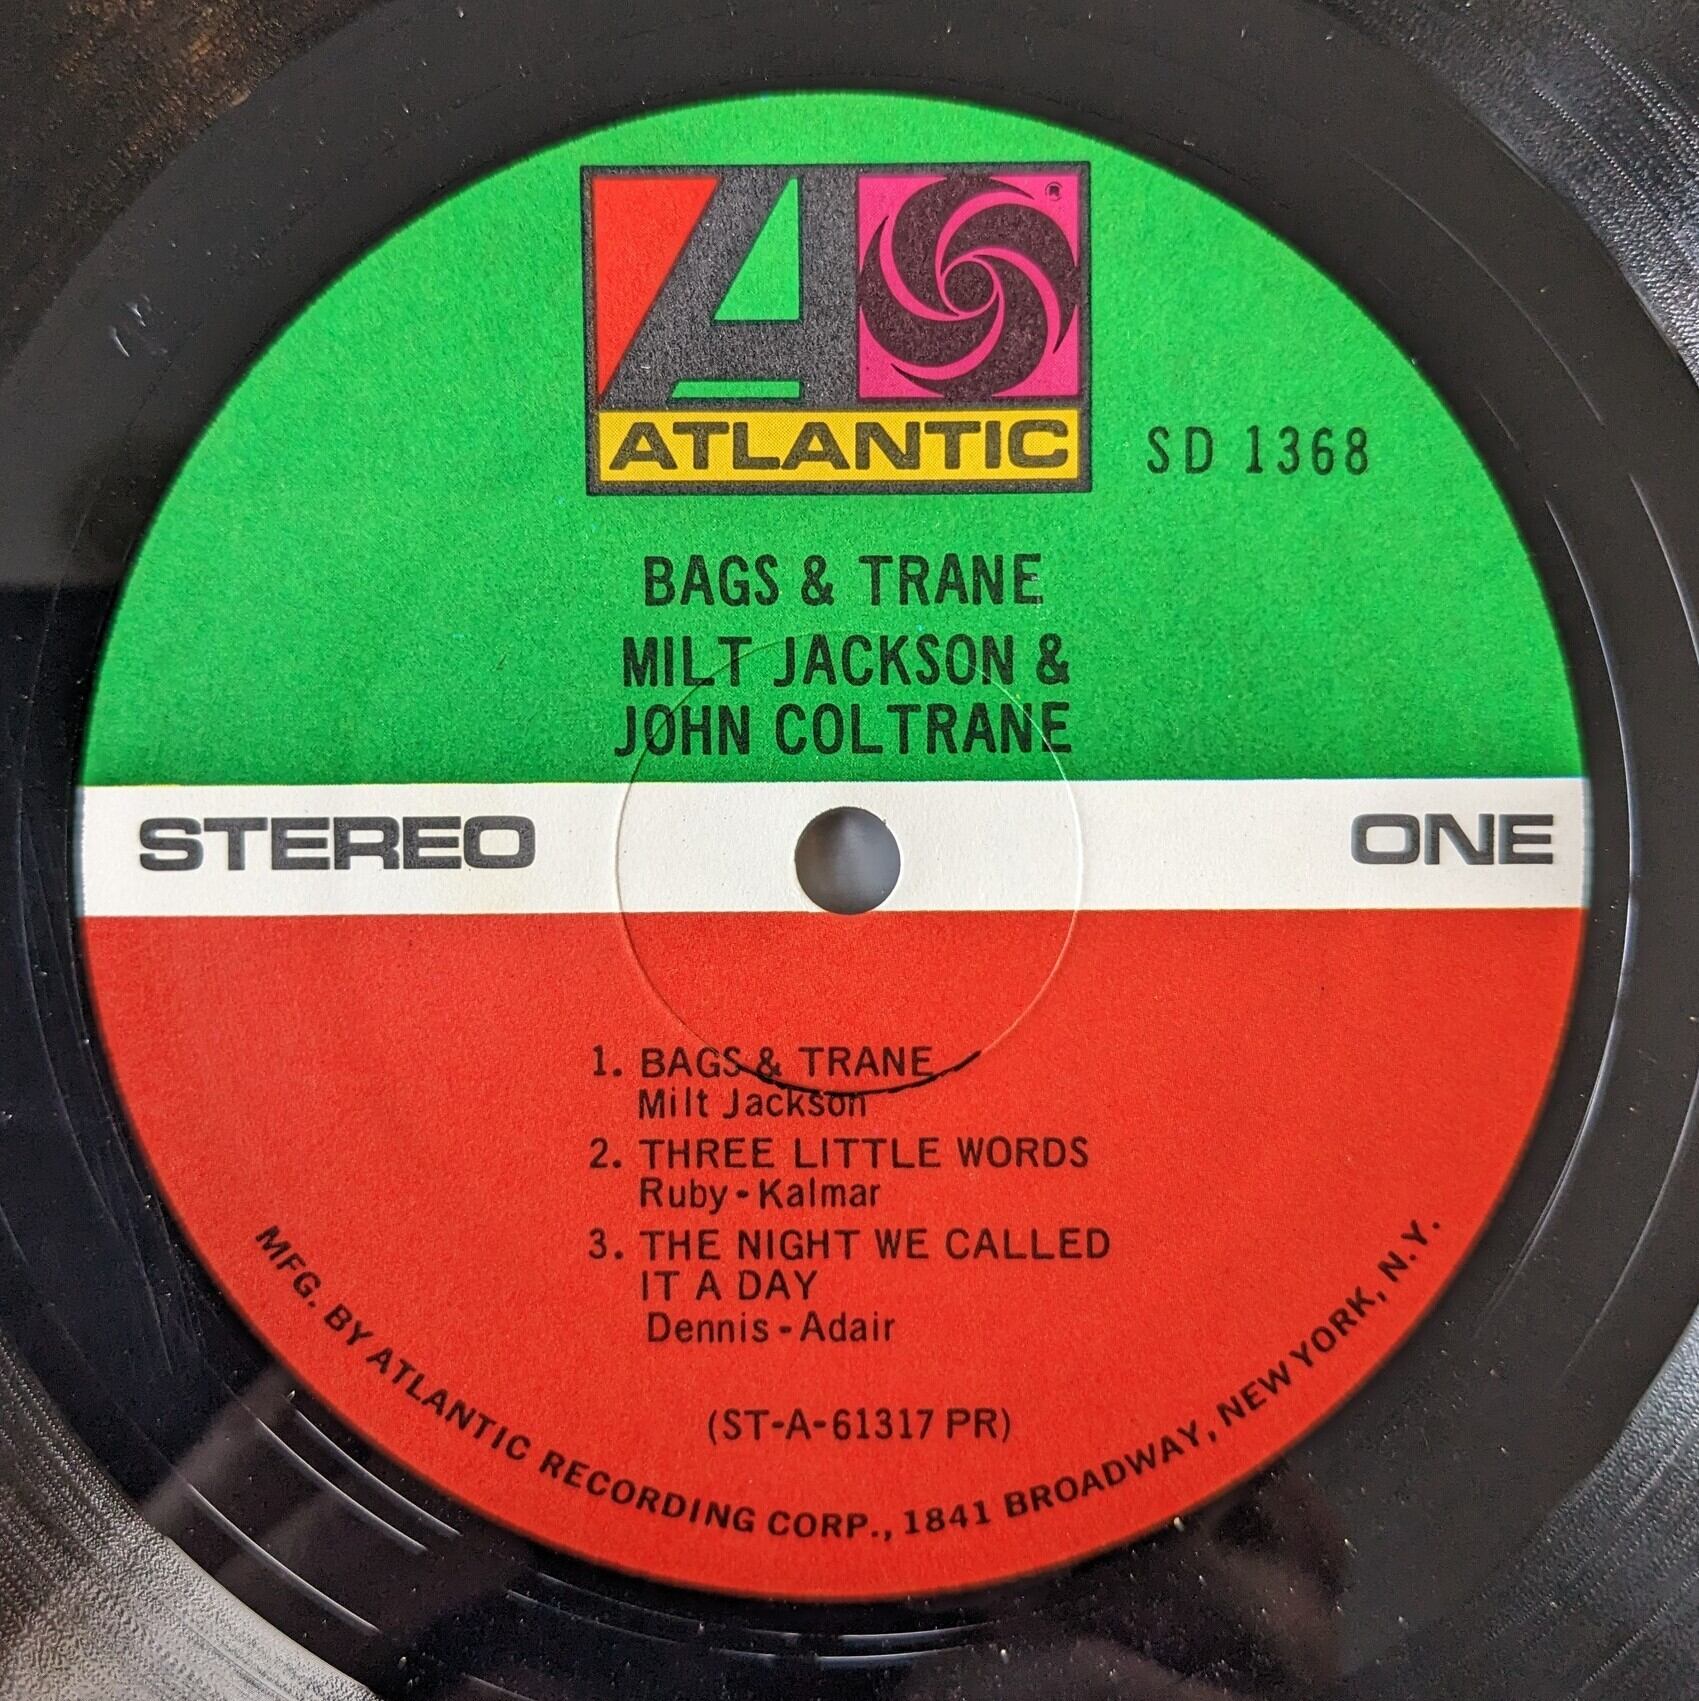 ATLANTIC
SD 1368
BAGS & TRANE
MILT JACKSON &
JOHN COLTRANE
STEREO
ONE
1. BAGS & TRANE
Milt Jackson
2. THREE LITTLE WORDS
Ruby-Kalmar
3. THE NIGHT WE CALLED
IT A DAY
Dennis-Adair
(ST-A-61317 PR)
MFG. BY ATLANTIC RECORDING CORP., 1841 BROADWAY, NEW YORK, N.Y.